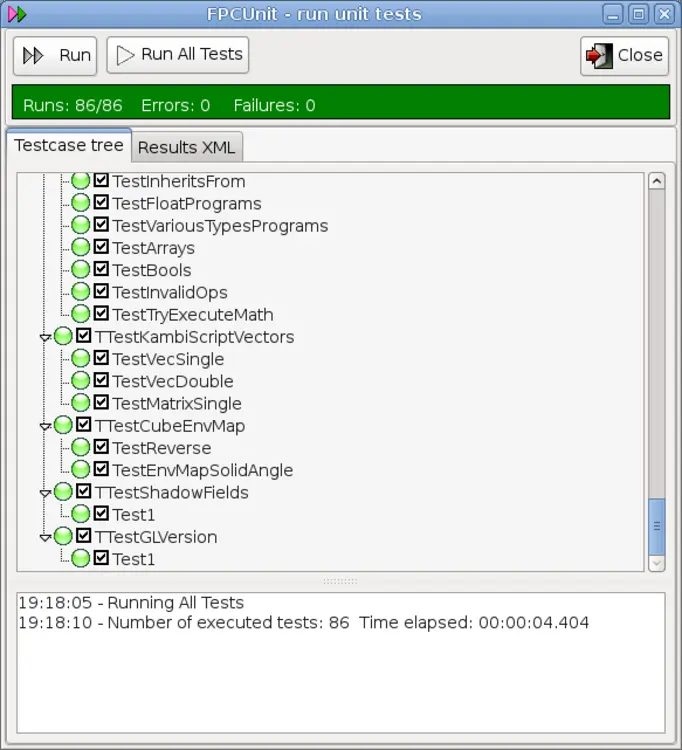 FPCUnit - run unit tests
Run Run All Tests Close
Runs: 86/86 Errors: 0 Failures: 0
Testcase tree Results XML
TestInheritsFrom
TestFloatPrograms
TestVariousTypesPrograms
TestArrays
TestBools
TestInvalidOps
TestTryExecuteMath
TTestKambiScriptVectors
TestVecSingle
TestVecDouble
TestMatrixSingle
TTestCubeEnvMap
TestReverse
TestEnvMapSolidAngle
TTestShadowFields
Test1
TTestGLVersion
Test1
19:18:05 - Running All Tests
19:18:10 - Number of executed tests: 86  Time elapsed: 00:00:04.404